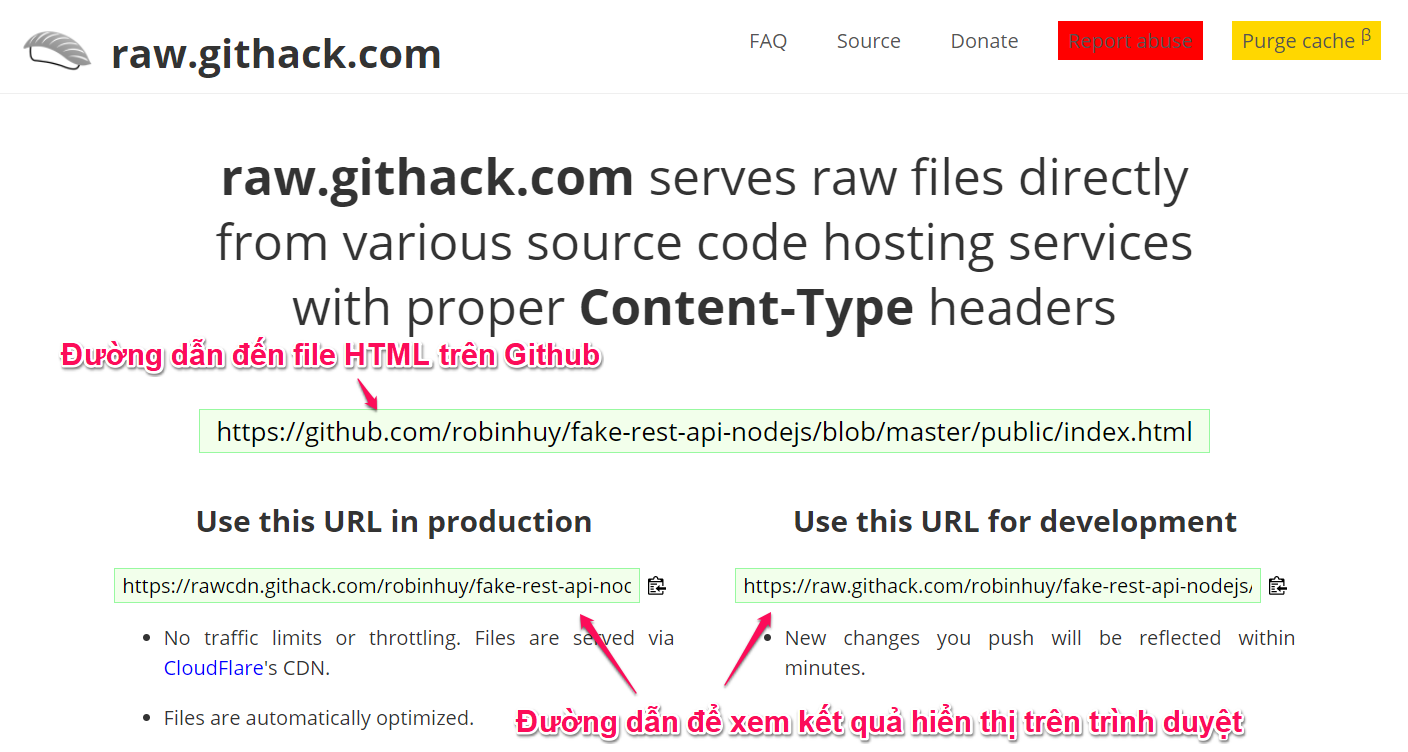 raw.githack.com
FAQ
Source
Donate
Report abuse
Purge cache β
raw.githack.com serves raw files directly
from various source code hosting services
with proper Content-Type headers
Đường dẫn đến file HTML trên Github
https://github.com/robinhuy/fake-rest-api-nodejs/blob/master/public/index.html
Use this URL in production
https://rawcdn.githack.com/robinhuy/fake-rest-api-noc
No traffic limits or throttling. Files are served via
CloudFlare's CDN.
Files are automatically optimized.
Use this URL for development
https://raw.githack.com/robinhuy/fake-rest-api-nodejs/
New changes you push will be reflected within
minutes.
Đường dẫn để xem kết quả hiển thị trên trình duyệt